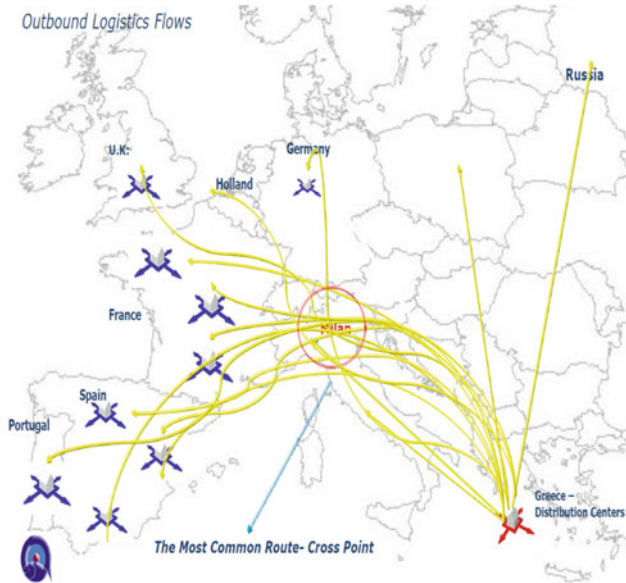 Outbound Logistics Flows
Russia
U.K:
Germany
Holland
France
Milan
Spain
Portugal
Greece –
Distribution Centers
The Most Common Route- Cross Point